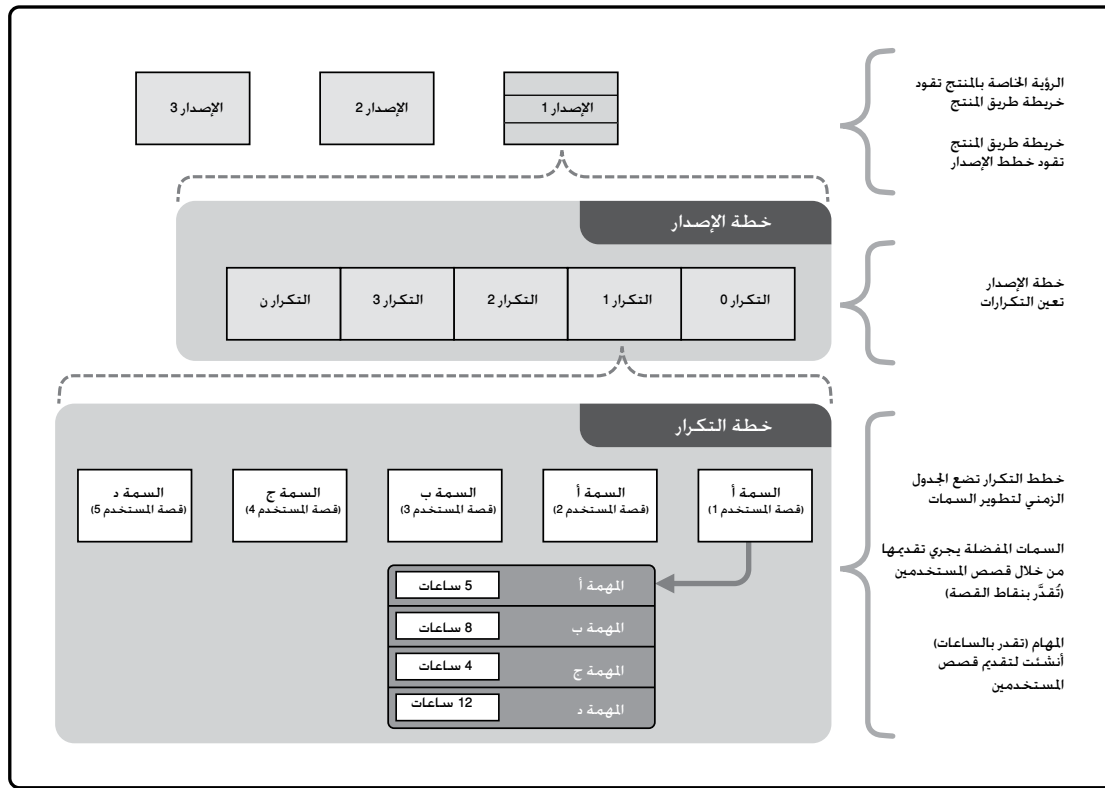 الرؤية الخاصة بالمنتج تقود
خريطة طريق المنتج
خريطة طريق المنتج
تقود خطط الإصدار
الإصدار 1
الإصدار 2
الإصدار 3
خطة الإصدار
خطة الإصدار
تعين التكرارات
التكرار 0
التكرار 1
التكرار 2
التكرار 3
التكرار ن
خطة التكرار
خطط التكرار تضع الجدول
الزمني لتطوير السمات
السمات المفضلة يجري تقديمها
من خلال قصص المستخدمين
(تُقدَّر بنقاط القصة)
المهام (تقدر بالساعات)
أنشئت لتقديم قصص
المستخدمين
السمة أ
(قصة المستخدم 1)
السمة أ
(قصة المستخدم 2)
السمة ب
(قصة المستخدم 3)
السمة ج
(قصة المستخدم 4)
السمة د
(قصة المستخدم 5)
المهمة أ 5 ساعات
المهمة ب 8 ساعات
المهمة ج 4 ساعات
المهمة د 12 ساعات